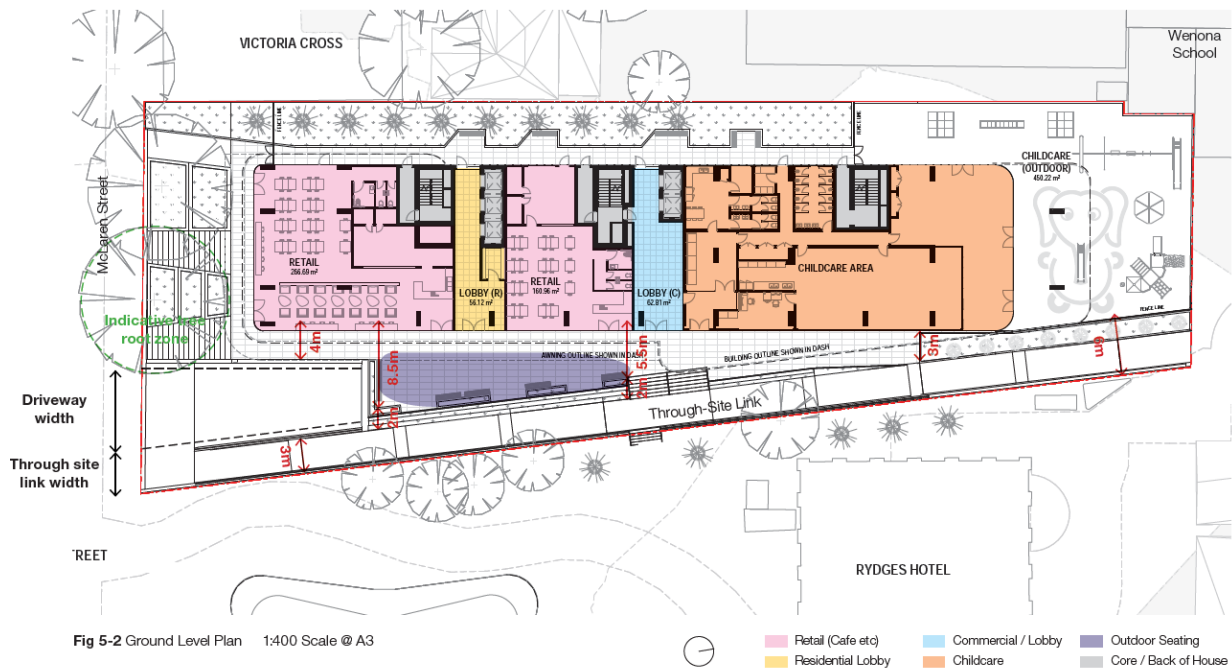 VICTORIA CROSS
Wenona
School
FENCE LINE
FENCE LINE
CHILDCARE
(OUTDOOR)
450.22 m²
McLaren Street
RETAIL
266.69 m²
LOBBY (R)
56.12 m²
RETAIL
160.96 m²
LOBBY (C)
62.81 m²
CHILDCARE AREA
Indicative tree
root zone
FENCE LINE
4m
8.5m
5.5m
3m
6m
AWNING OUTLINE SHOWN IN DASH
BUILDING OUTLINE SHOWN IN DASH
2m
2m
Through-Site Link
Driveway
width
3m
Through site
link width
'REET
RYDGES HOTEL
Fig 5-2 Ground Level Plan 1:400 Scale @ A3
Retail (Cafe etc)
Commercial / Lobby
Outdoor Seating
Residential Lobby
Childcare
Core / Back of House